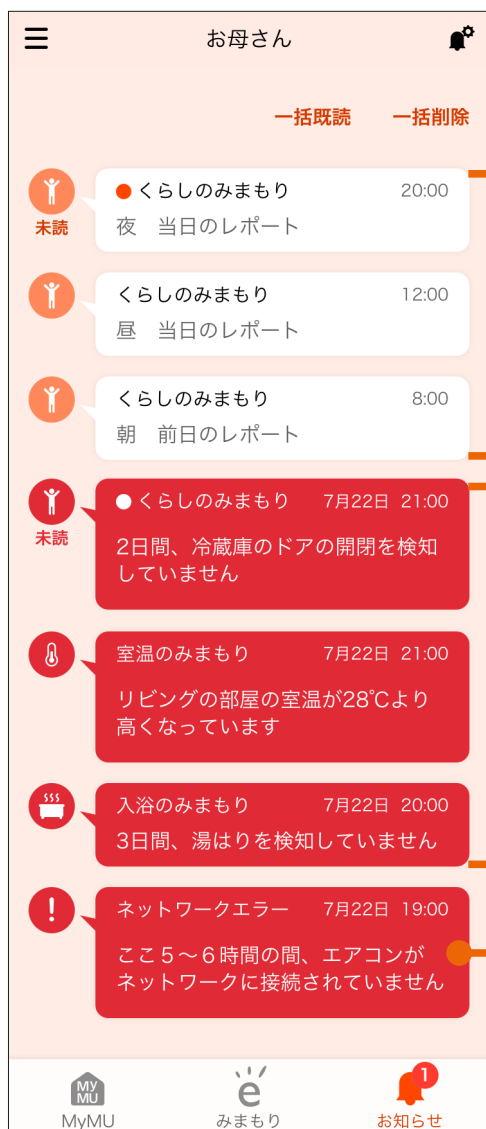 お母さん
一括既読 一括削除
くらしのみまもり 20:00
未読
夜 当日のレポート
くらしのみまもり 12:00
昼 当日のレポート
くらしのみまもり 8:00
朝 前日のレポート
くらしのみまもり 7月22日 21:00
未読
2日間、冷蔵庫のドアの開閉を検知
していません
室温のみまもり 7月22日 21:00
リビングの部屋の室温が28℃より
高くなっています
入浴のみまもり 7月22日 20:00
3日間、湯はりを検知していません
!
ネットワークエラー 7月22日 19:00
ここ5～6時間の間、エアコンが
ネットワークに接続されていません
MY
MU
e
1
MyMU みまもり お知らせ